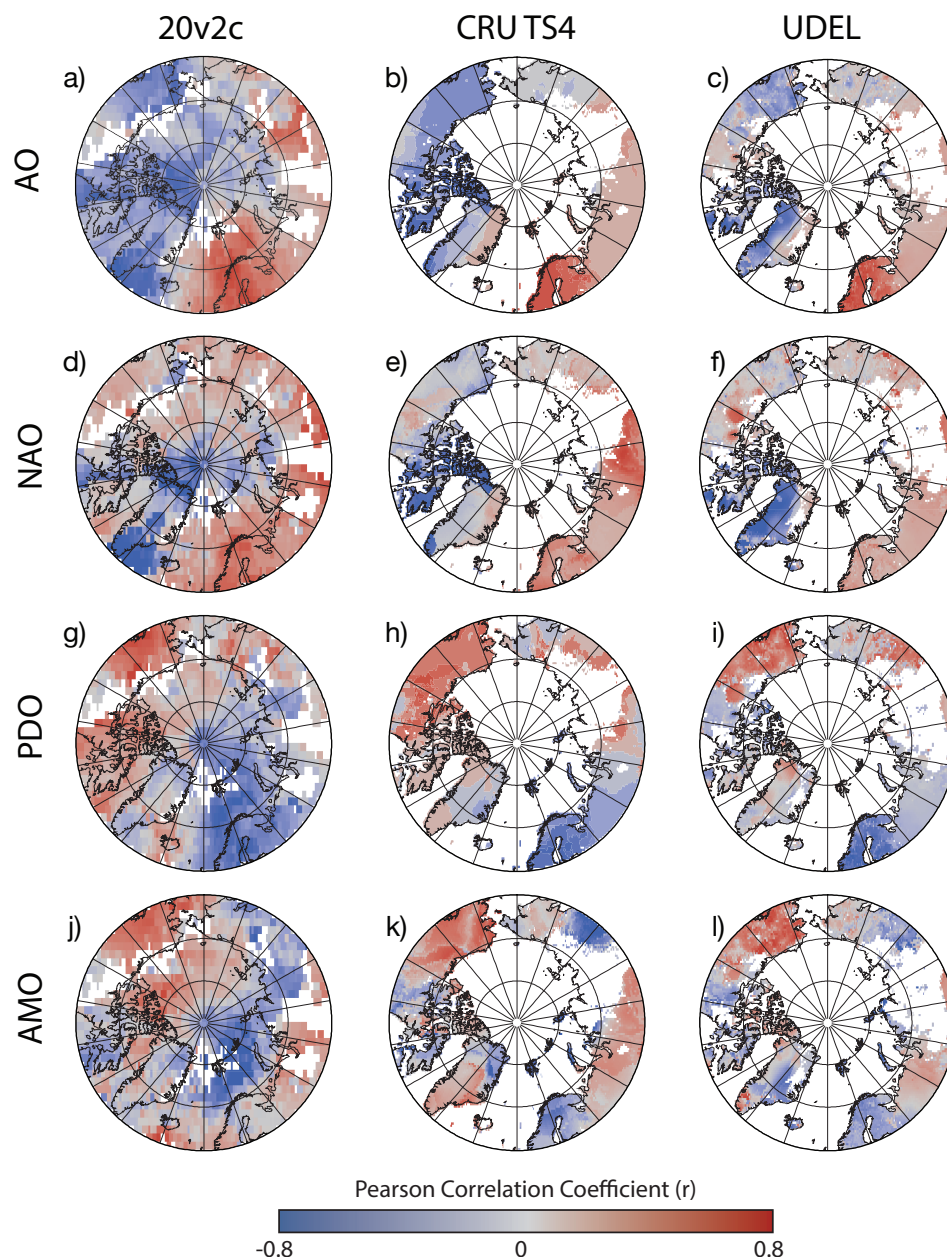 20v2c CRU TS4 UDEL
a) b) c)
AO
d) e) f)
NAO
g) h) i)
PDO
j) k) l)
AMO
Pearson Correlation Coefficient (r)
-0.8 0 0.8